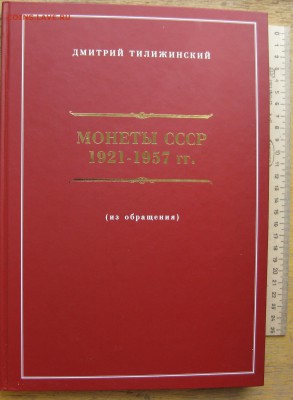 ДМИТРИЙ ТИЛИЖИНСКИЙ
МОНЕТЫ СССР
1921-1957 гг.
(из обращения)